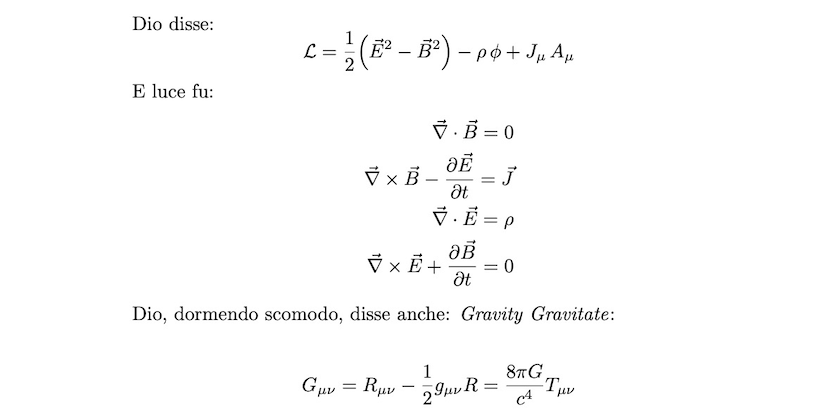 Dio disse:
ℒ = 1/2 (E⃗² − B⃗²) − ρ ϕ + J_μ A_μ
E luce fu:
∇⃗ · B⃗ = 0
∇⃗ × B⃗ − ∂E⃗/∂t = J⃗
∇⃗ · E⃗ = ρ
∇⃗ × E⃗ + ∂B⃗/∂t = 0
Dio, dormendo scomodo, disse anche: Gravity Gravitate:
G_μν = R_μν − 1/2 g_μν R = 8πG/c⁴ T_μν